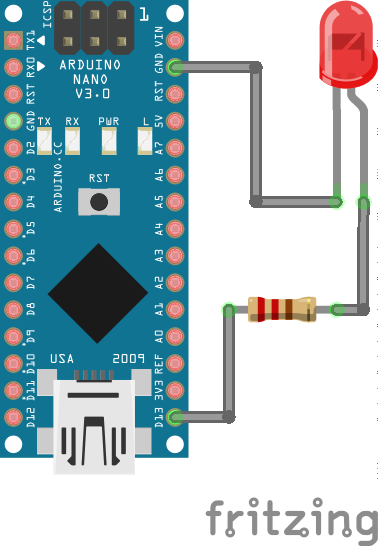 ICSP
1
TX1
RX0
RST
GND
D2
D3
D4
D5
D6
D7
D8
D9
D10
D11
D12
ARDUINO
NANO
V3.0
TX RX PWR L
ARDUINO.CC
RST
USA 2009
VIN
GND
RST
5V
A7
A6
A5
A4
A3
A2
A1
A0
REF
3V3
D13
fritzing